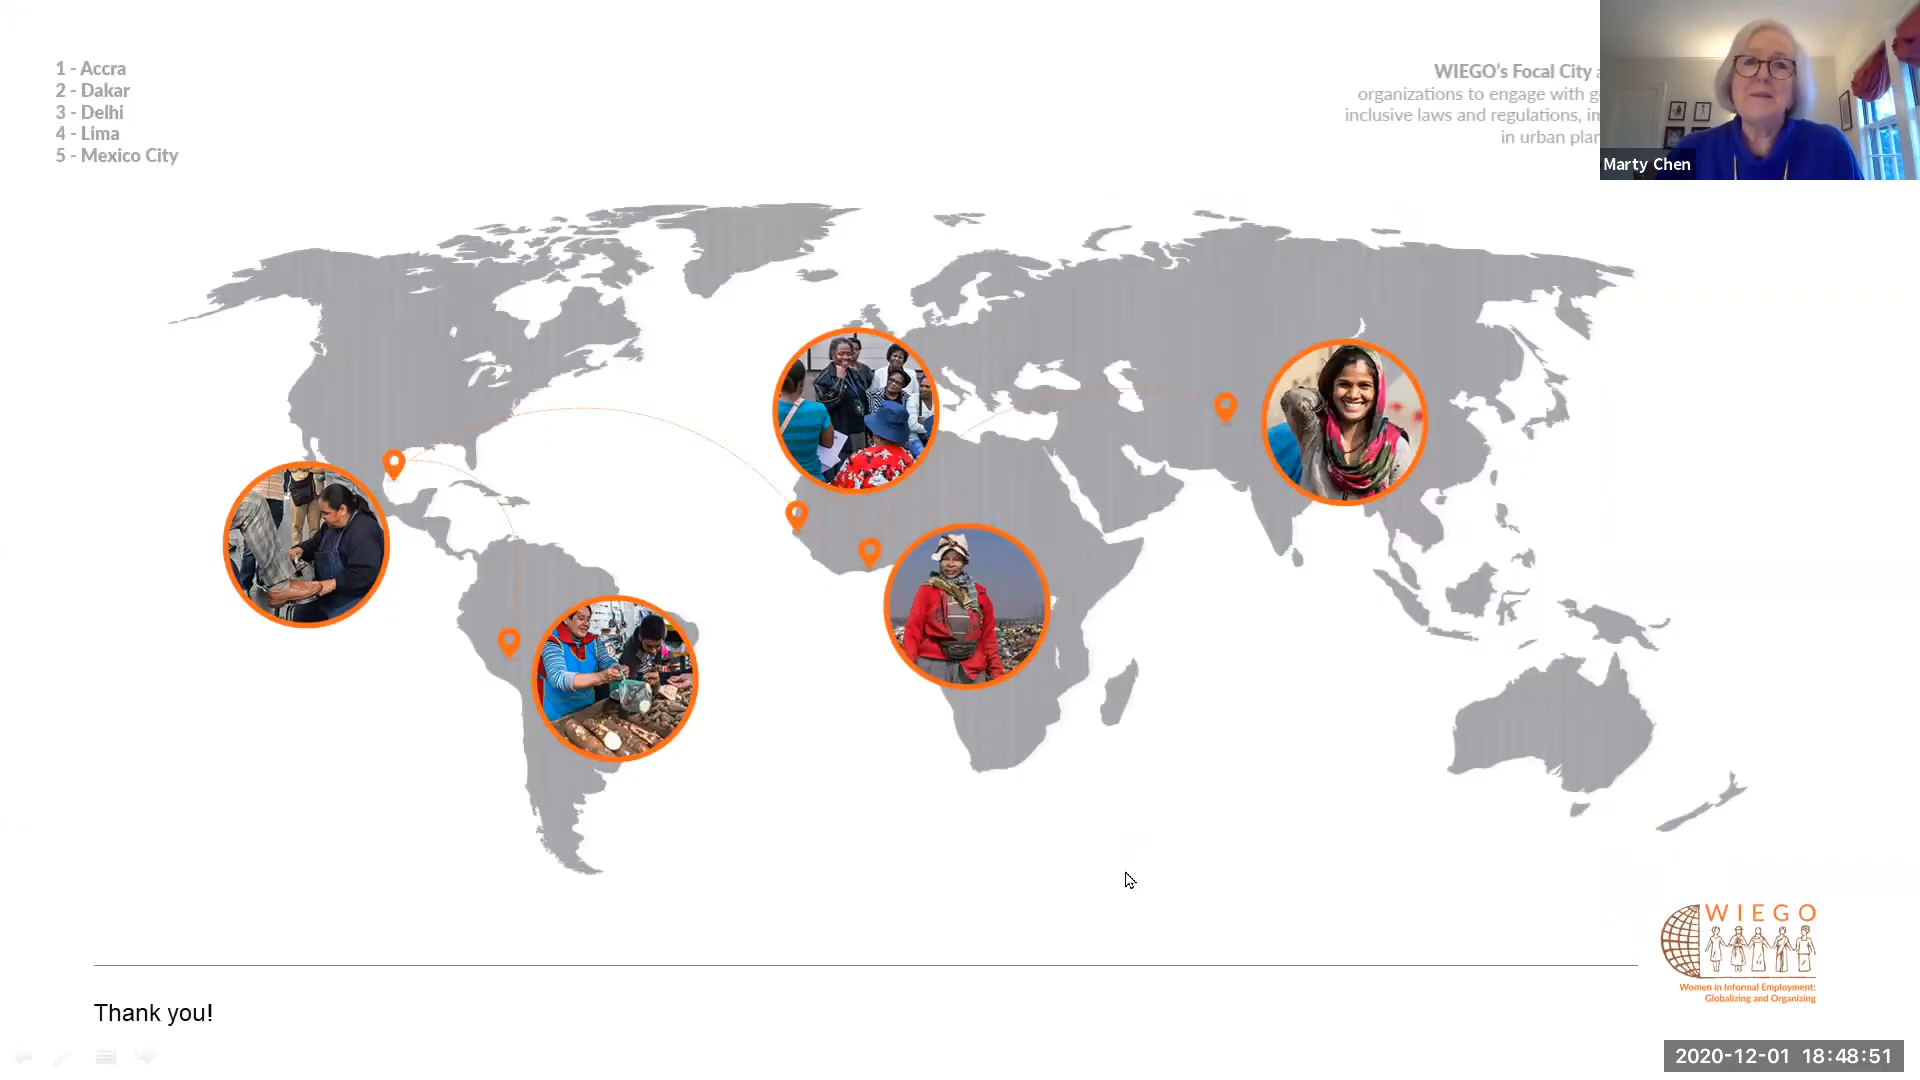 1 - Accra
2 - Dakar
3 - Delhi
4 - Lima
5 - Mexico City
WIEGO's Focal City
organizations to engage with
inclusive laws and regulations,
in urban
Marty Chen
WIEGO
Women in Informal Employment:
Globalizing and Organizing
Thank you!
2020-12-01 18:48:51